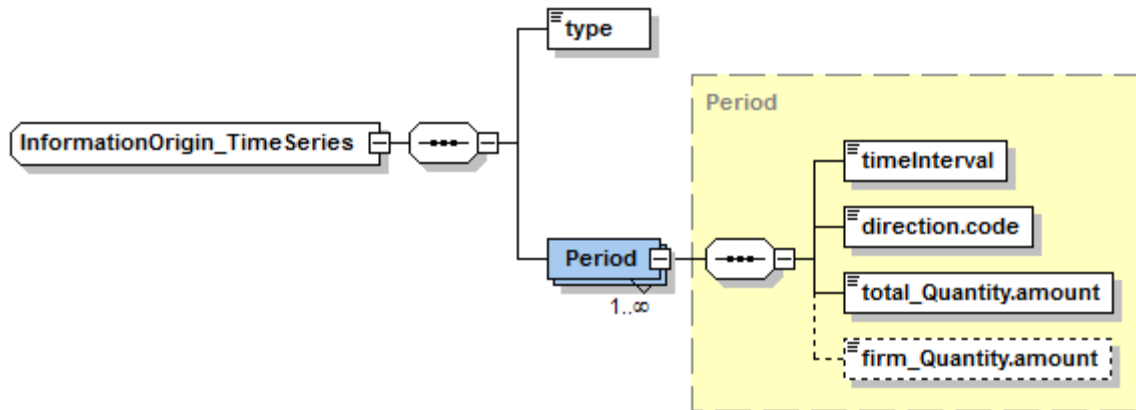 type
Period
InformationOrigin_TimeSeries
timeInterval
direction.code
Period
1..∞
total_Quantity.amount
firm_Quantity.amount